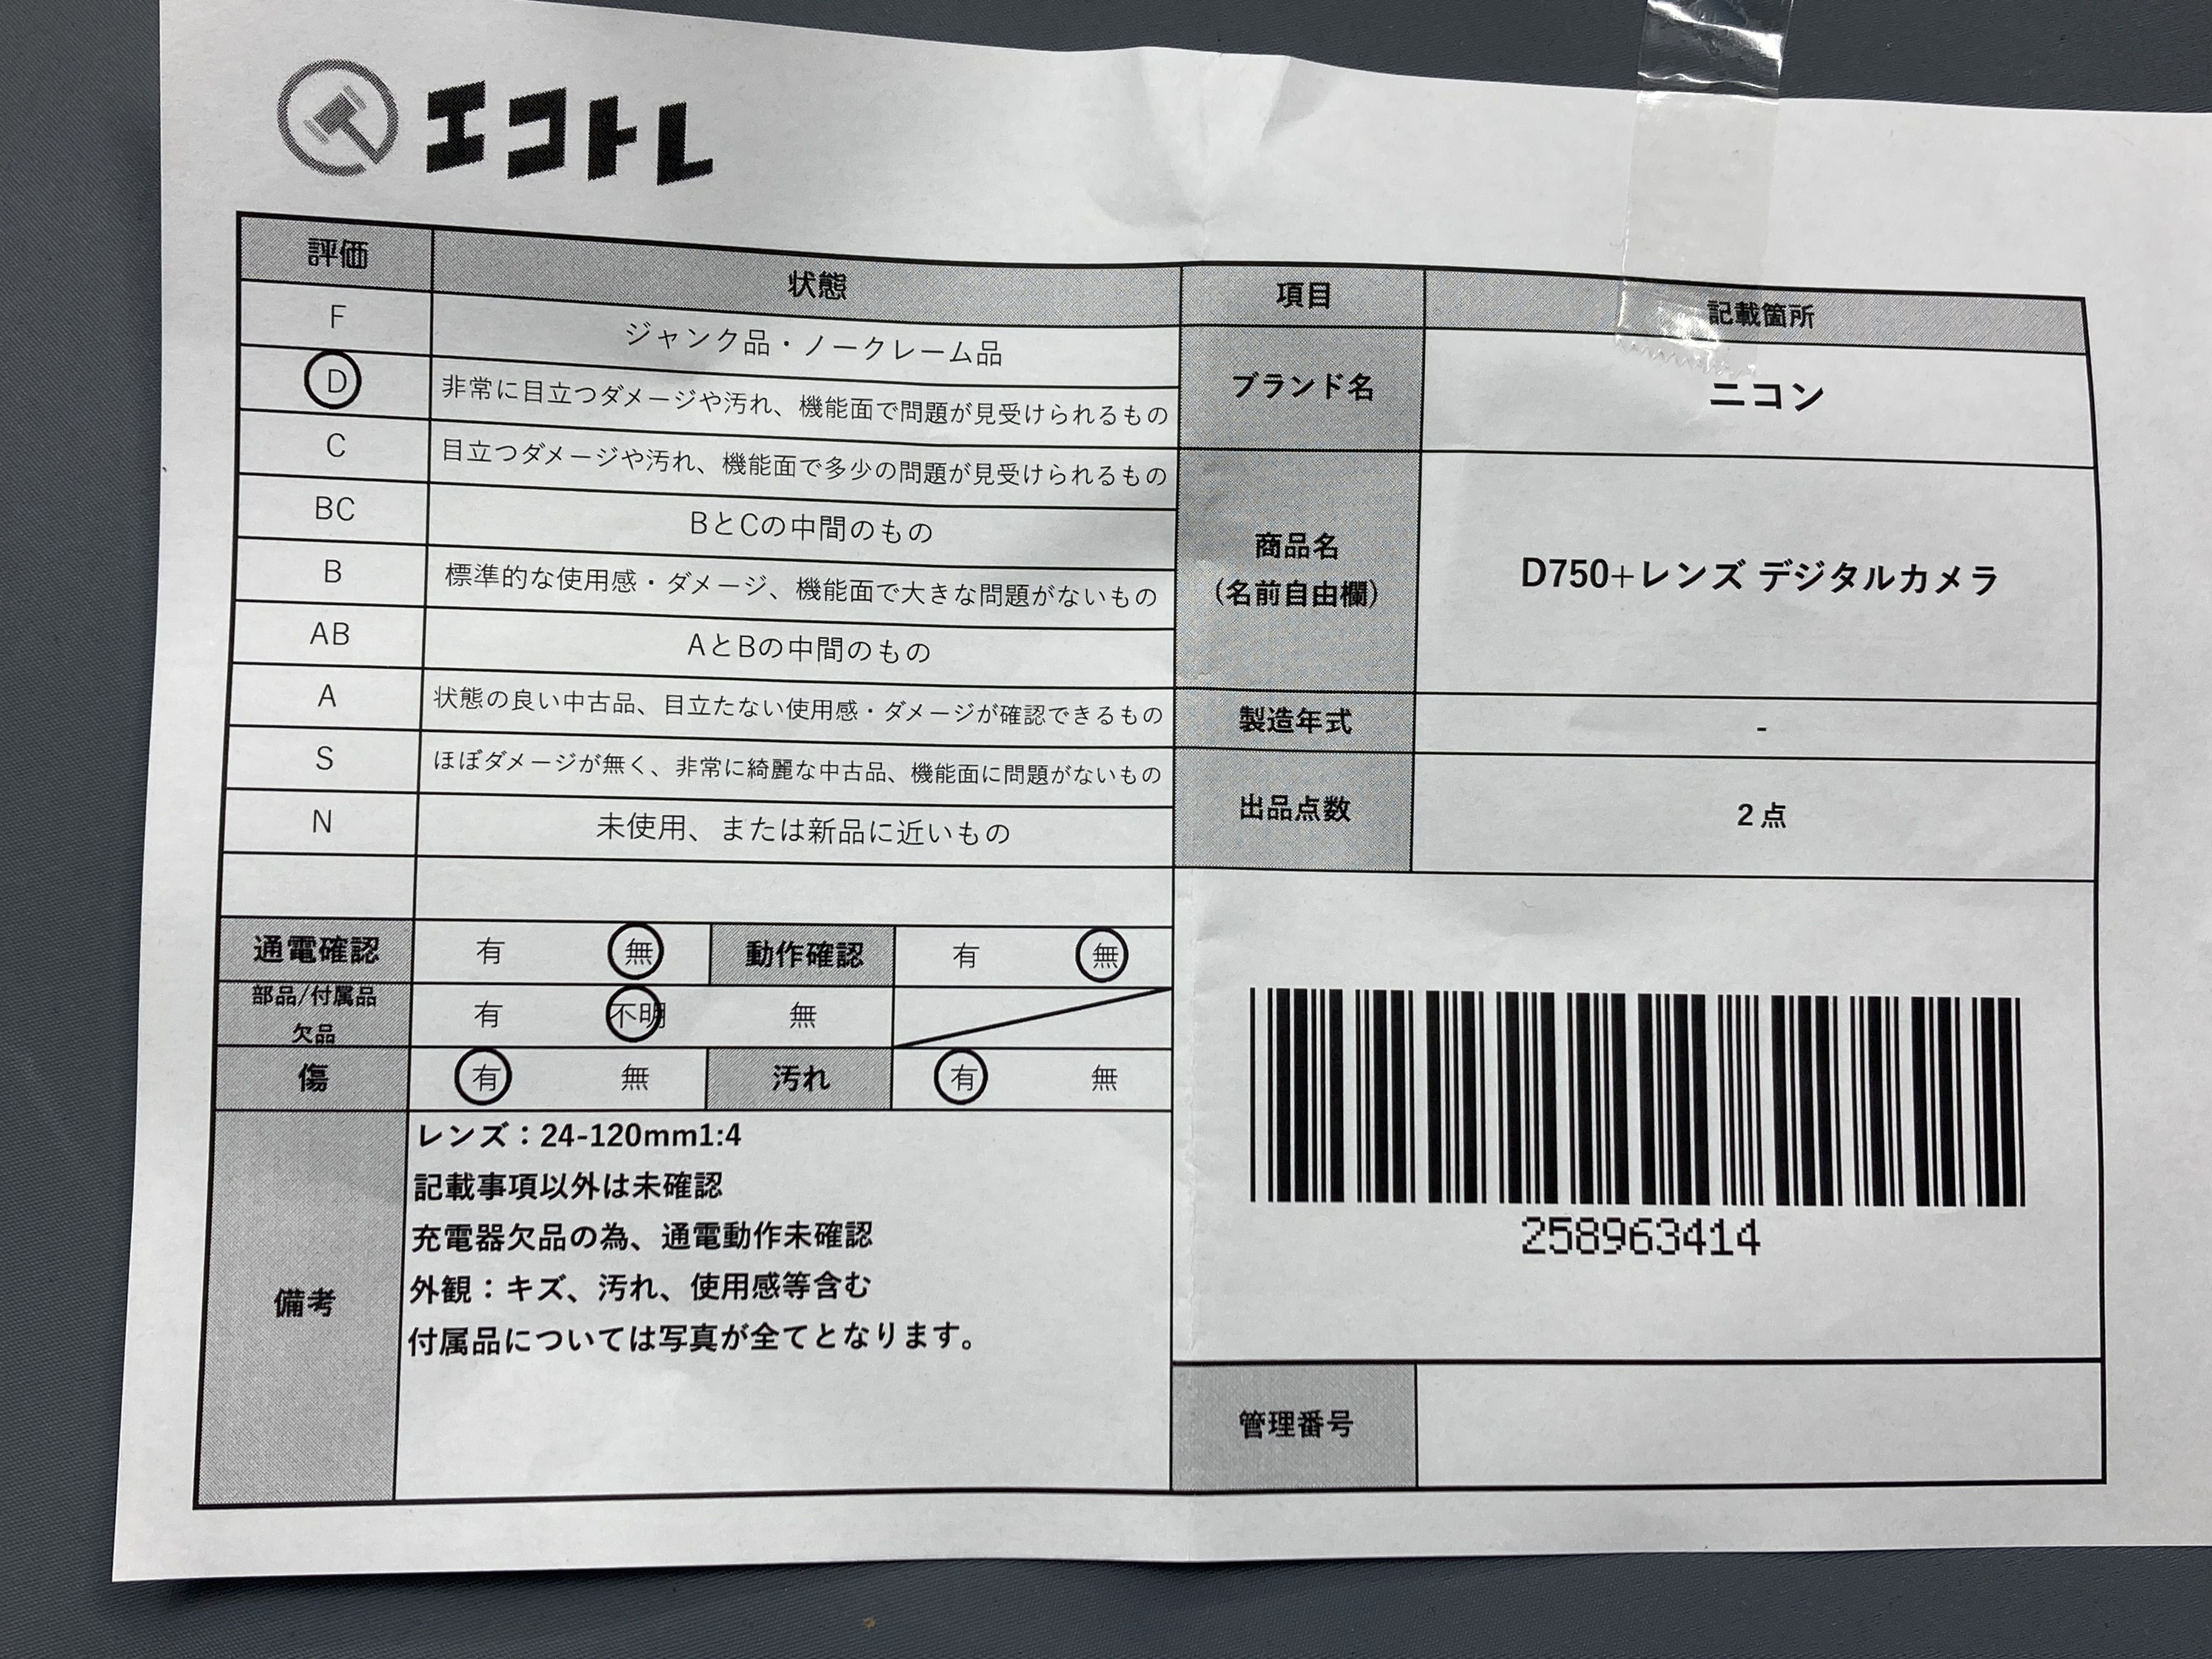 エコトレ
評価 状態
F ジャンク品・ノークレーム品
D 非常に目立つダメージや汚れ、機能面で問題が見受けられるもの
C 目立つダメージや汚れ、機能面で多少の問題が見受けられるもの
BC BとCの中間のもの
B 標準的な使用感・ダメージ、機能面で大きな問題がないもの
AB AとBの中間のもの
A 状態の良い中古品、目立たない使用感・ダメージが確認できるもの
S ほぼダメージが無く、非常に綺麗な中古品、機能面に問題がないもの
N 未使用、または新品に近いもの
通電確認 有 無 動作確認 有 無
部品/付属品
欠品
有 不明 無
傷 有 無 汚れ 有 無
備考
レンズ：24-120mm1:4
記載事項以外は未確認
充電器欠品の為、通電動作未確認
外観：キズ、汚れ、使用感等含む
付属品については写真が全てとなります。
項目 記載箇所
ブランド名 ニコン
商品名
(名前自由欄)
D750+レンズ デジタルカメラ
製造年式 -
出品点数 2点
258963414
管理番号